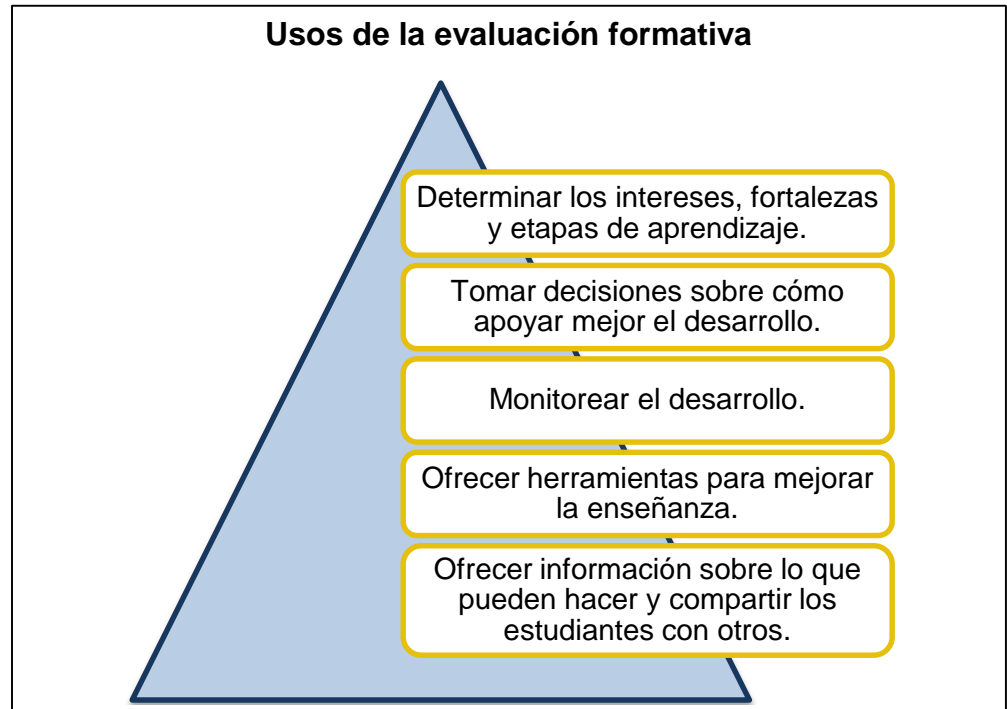 Usos de la evaluación formativa
Determinar los intereses, fortalezas
y etapas de aprendizaje.
Tomar decisiones sobre cómo
apoyar mejor el desarrollo.
Monitorear el desarrollo.
Ofrecer herramientas para mejorar
la enseñanza.
Ofrecer información sobre lo que
pueden hacer y compartir los
estudiantes con otros.